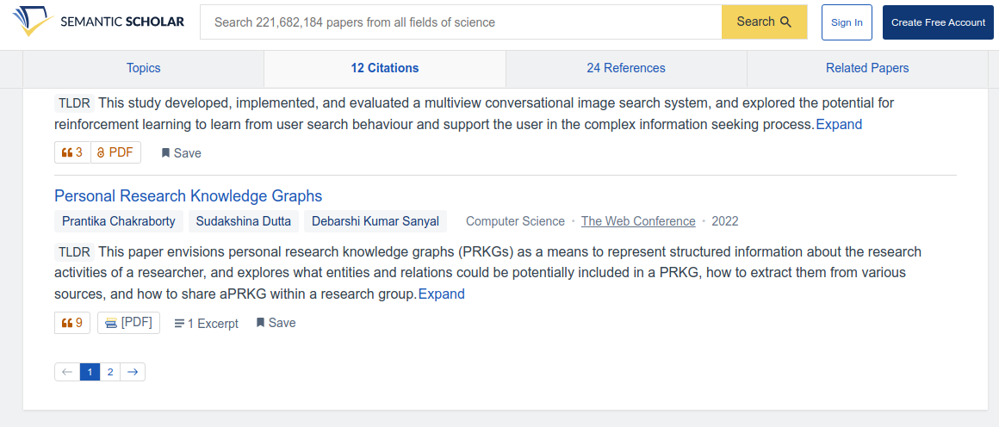 SEMANTIC SCHOLAR
Search 221,682,184 papers from all fields of science
Search
Sign In
Create Free Account
Topics
12 Citations
24 References
Related Papers
TLDR This study developed, implemented, and evaluated a multiview conversational image search system, and explored the potential for
reinforcement learning to learn from user search behaviour and support the user in the complex information seeking process.Expand
3
PDF
Save
Personal Research Knowledge Graphs
Prantika Chakraborty
Sudakshina Dutta
Debarshi Kumar Sanyal
Computer Science • The Web Conference • 2022
TLDR This paper envisions personal research knowledge graphs (PRKGs) as a means to represent structured information about the research
activities of a researcher, and explores what entities and relations could be potentially included in a PRKG, how to extract them from various
sources, and how to share aPRKG within a research group.Expand
9
[PDF]
1 Excerpt
Save
← 1 2 →